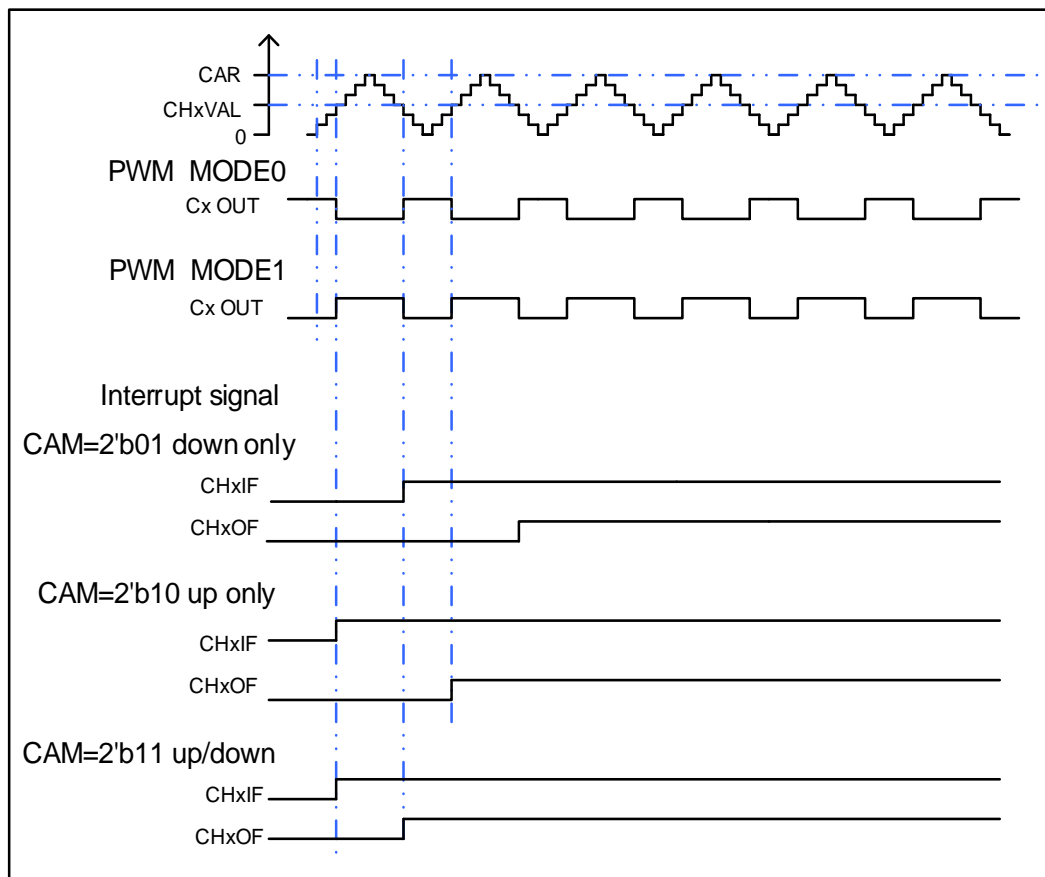 CAR
CHxVAL
0
PWM MODE0
Cx OUT
PWM MODE1
Cx OUT
Interrupt signal
CAM=2'b01 down only
CHxIF
CHxOF
CAM=2'b10 up only
CHxIF
CHxOF
CAM=2'b11 up/down
CHxIF
CHxOF